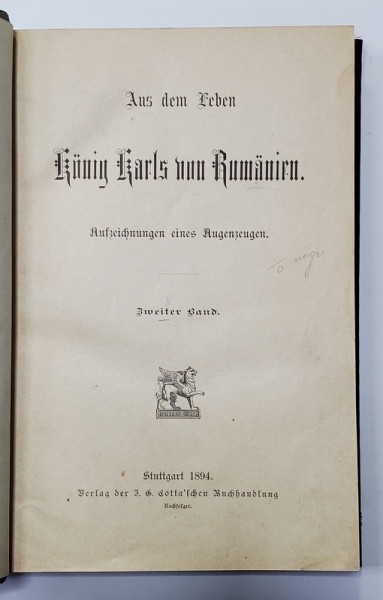 Aus dem Leben
König Karls von Rumänien.
Aufzeichnungen eines Augenzeugen.
Zweiter Band.
Stuttgart 1894.
Verlag der J. G. Cotta'schen Buchhandlung
Nachfolger.